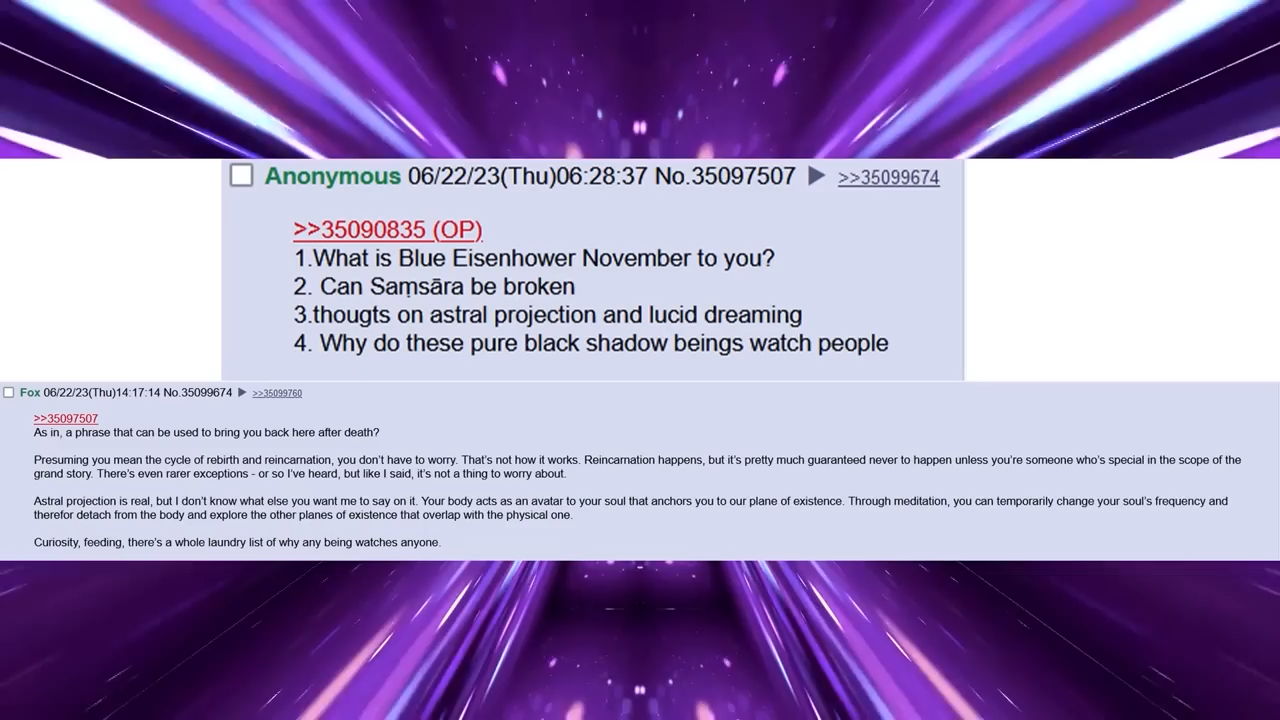 Anonymous 06/22/23(Thu)06:28:37 No.35097507 ▶ >>35099674
>>35090835 (OP)
1.What is Blue Eisenhower November to you?
2. Can Saṃsāra be broken
3.thougts on astral projection and lucid dreaming
4. Why do these pure black shadow beings watch people
Fox 06/22/23(Thu)14:17:14 No.35099674 ▶ >>35099760
>>35097507
As in, a phrase that can be used to bring you back here after death?
Presuming you mean the cycle of rebirth and reincarnation, you don't have to worry. That's not how it works. Reincarnation happens, but it's pretty much guaranteed never to happen unless you're someone who's special in the scope of the
grand story. There's even rarer exceptions - or so I've heard, but like I said, it's not a thing to worry about.
Astral projection is real, but I don't know what else you want me to say on it. Your body acts as an avatar to your soul that anchors you to our plane of existence. Through meditation, you can temporarily change your soul's frequency and
therefor detach from the body and explore the other planes of existence that overlap with the physical one.
Curiosity, feeding, there's a whole laundry list of why any being watches anyone.